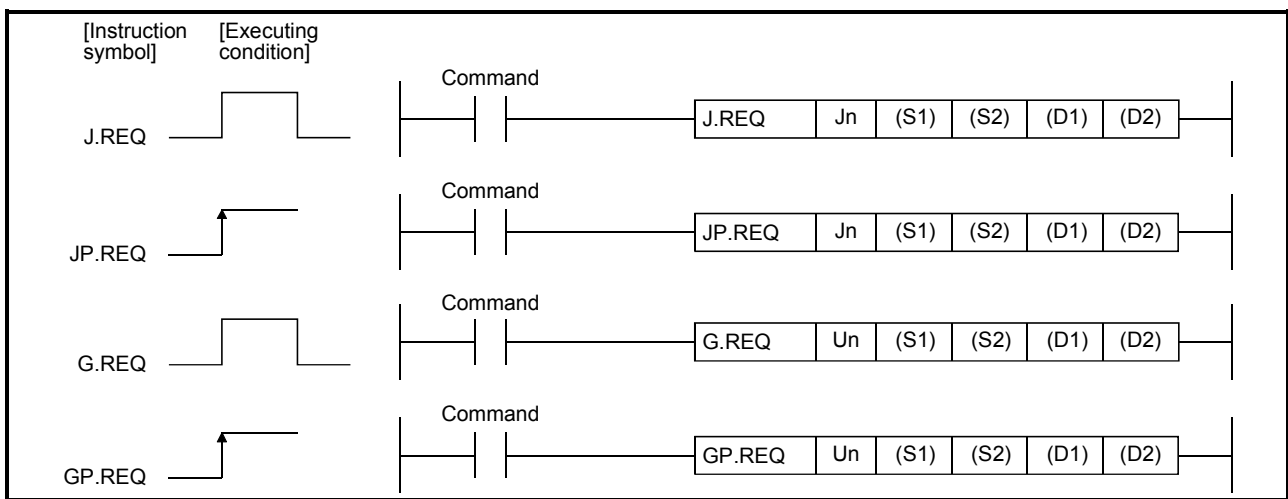 [Instruction symbol] [Executing condition]
Command
J.REQ
J.REQ Jn (S1) (S2) (D1) (D2)
Command
JP.REQ
JP.REQ Jn (S1) (S2) (D1) (D2)
Command
G.REQ
G.REQ Un (S1) (S2) (D1) (D2)
Command
GP.REQ
GP.REQ Un (S1) (S2) (D1) (D2)